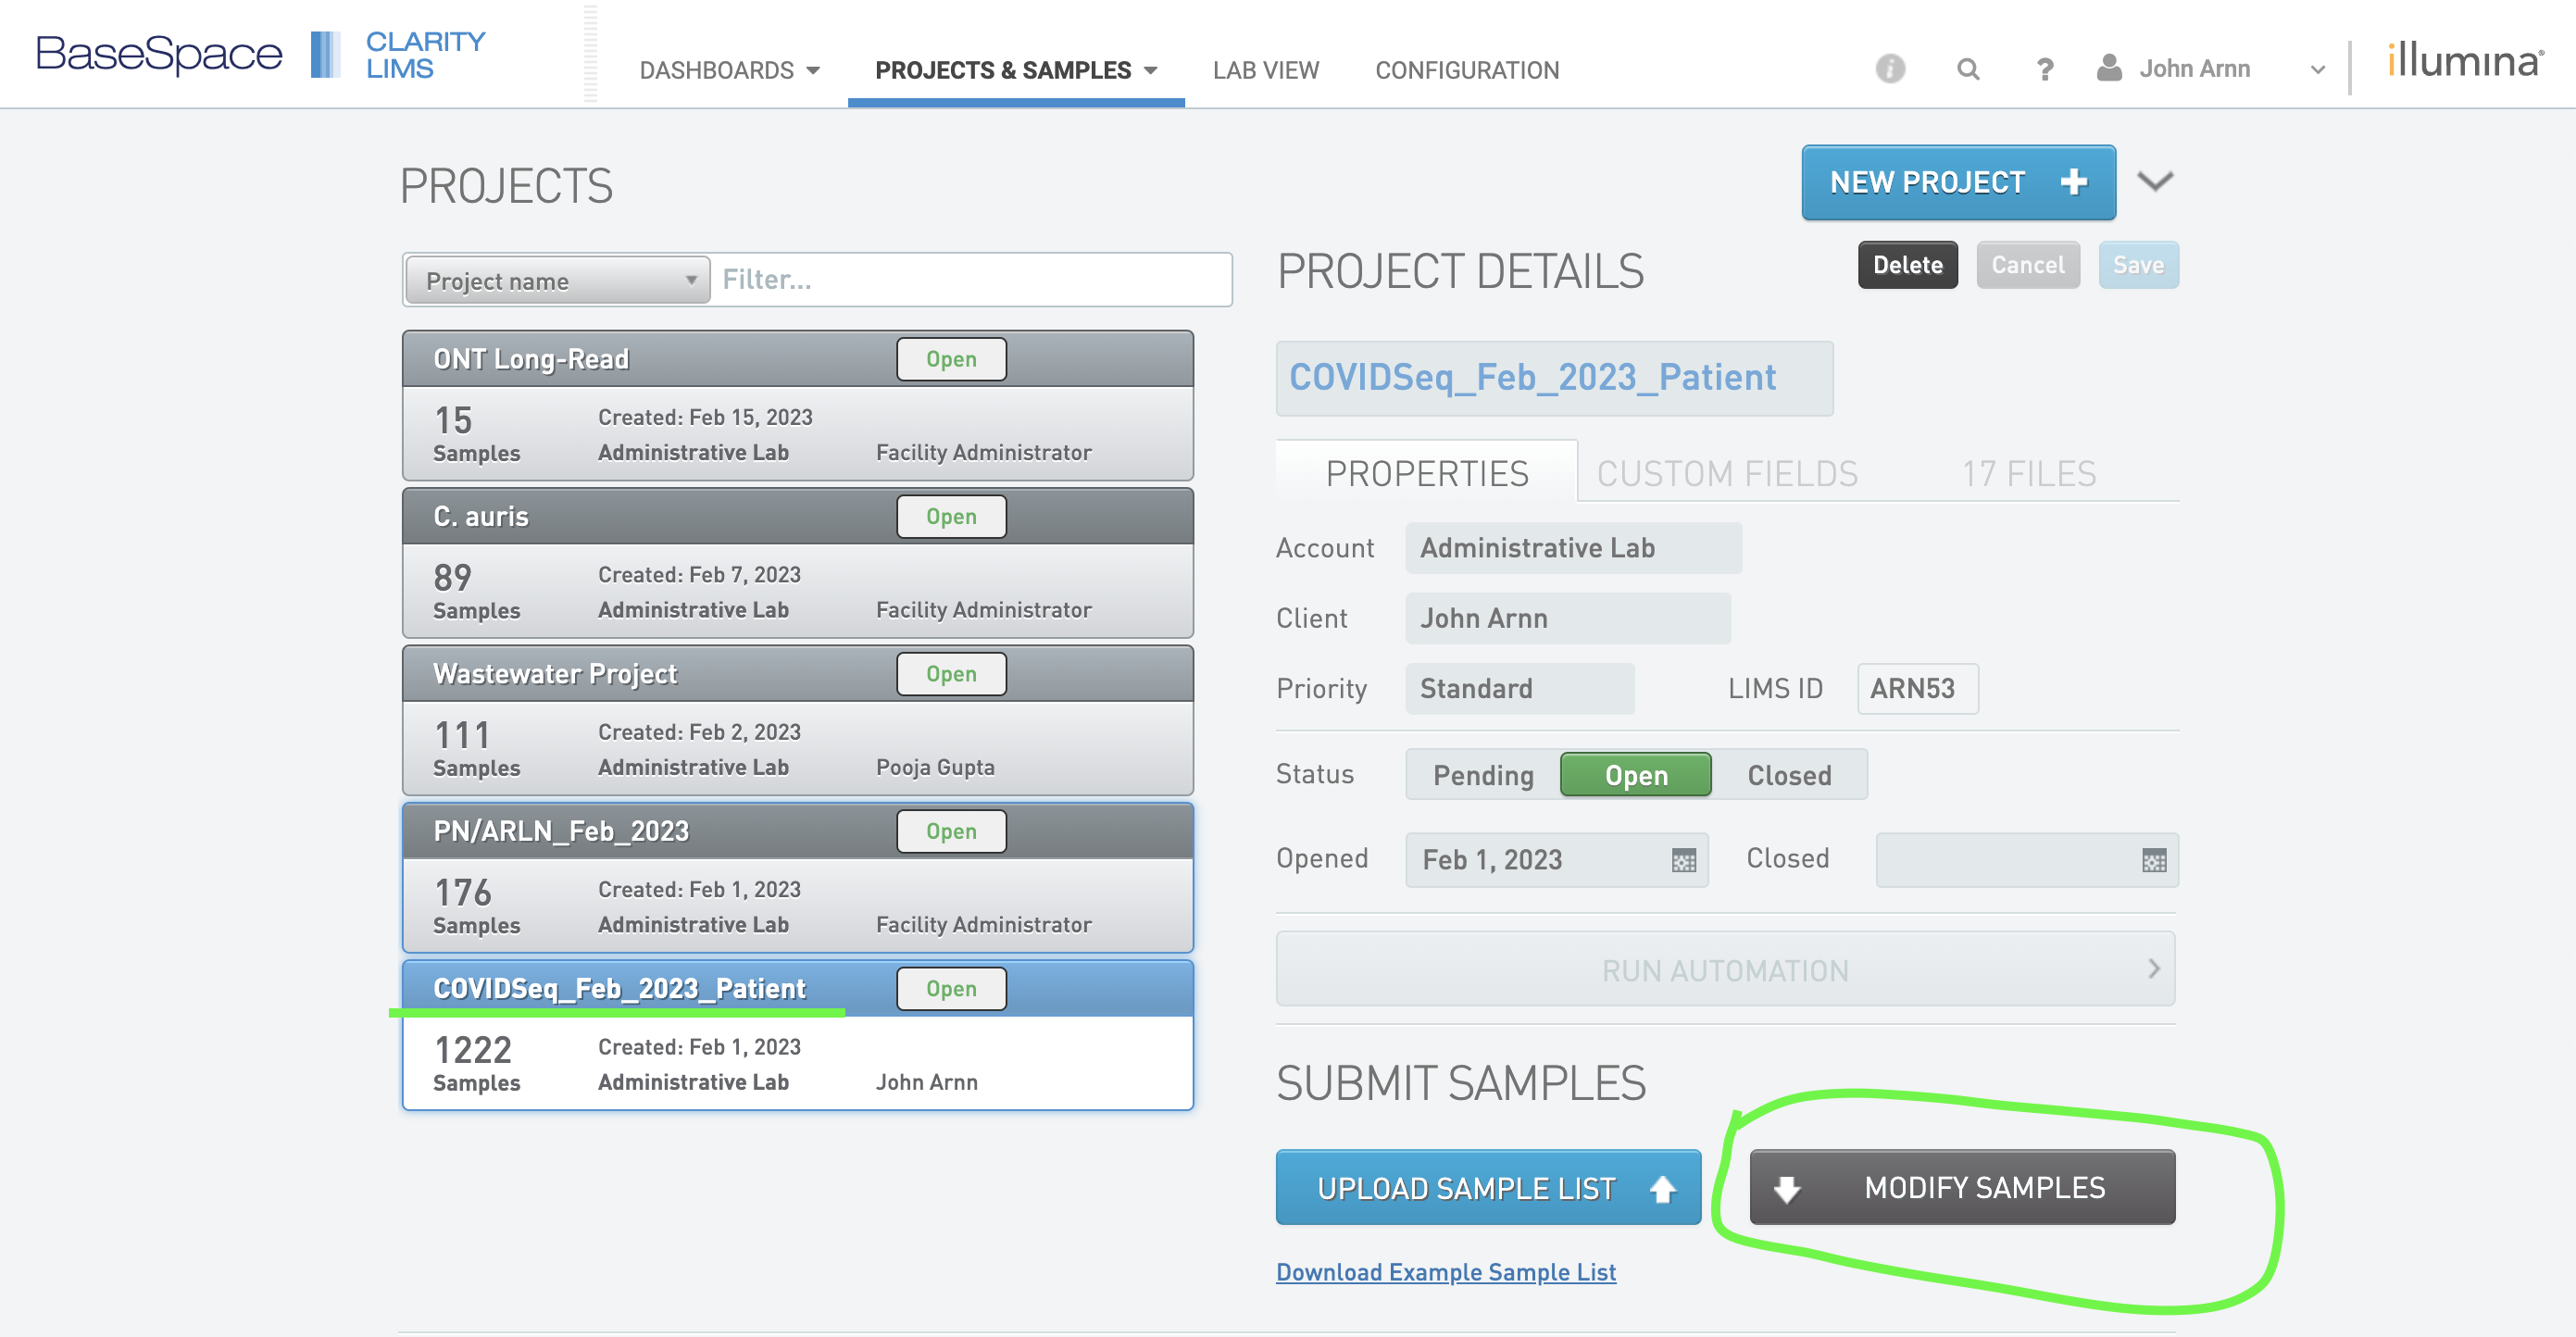 BaseSpace CLARITY LIMS
DASHBOARDS PROJECTS & SAMPLES LAB VIEW CONFIGURATION
? John Arnn illumina®
PROJECTS
NEW PROJECT +
Project name Filter...
ONT Long-Read Open
15 Samples
Created: Feb 15, 2023
Administrative Lab Facility Administrator
C. auris Open
89 Samples
Created: Feb 7, 2023
Administrative Lab Facility Administrator
Wastewater Project Open
111 Samples
Created: Feb 2, 2023
Administrative Lab Pooja Gupta
PN/ARLN_Feb_2023 Open
176 Samples
Created: Feb 1, 2023
Administrative Lab Facility Administrator
COVIDSeq_Feb_2023_Patient Open
1222 Samples
Created: Feb 1, 2023
Administrative Lab John Arnn
PROJECT DETAILS
Delete Cancel Save
COVIDSeq_Feb_2023_Patient
PROPERTIES CUSTOM FIELDS 17 FILES
Account Administrative Lab
Client John Arnn
Priority Standard LIMS ID ARN53
Status Pending Open Closed
Opened Feb 1, 2023 Closed
RUN AUTOMATION
SUBMIT SAMPLES
UPLOAD SAMPLE LIST MODIFY SAMPLES
Download Example Sample List